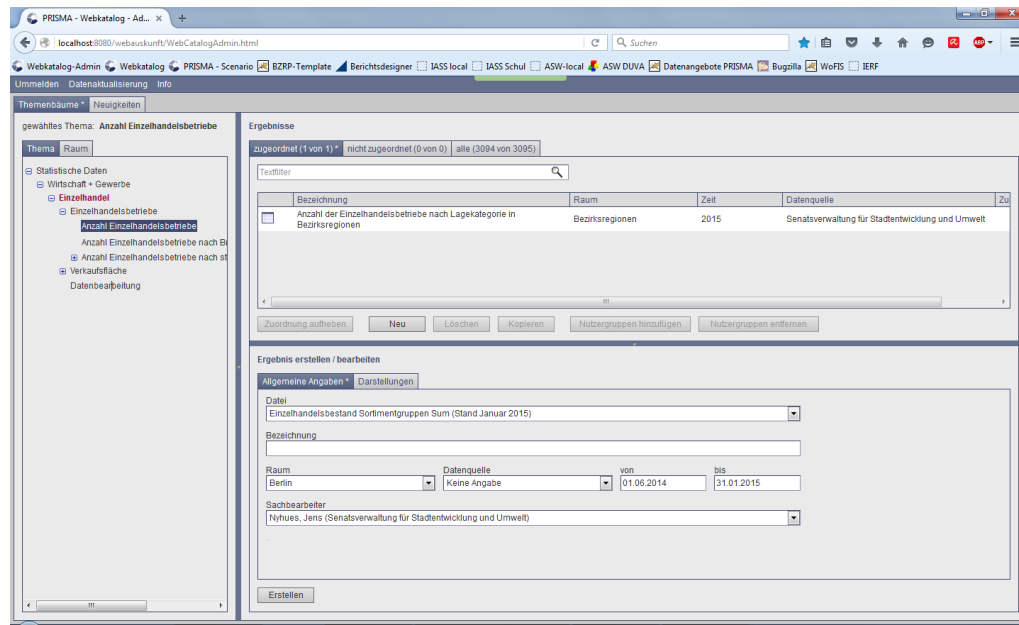 PRISMA - Webkatalog - Ad... × +
localhost:8080/webauskunft/WebCatalogAdmin.html
Suchen
ABP
Webkatalog-Admin Webkatalog PRISMA - Scenario BZRP-Template Berichtsdesigner IASS local IASS Schul ASW-local ASW DUVA Datenangebote PRISMA Bugzilla WoFIS IERF
Ummelden Datenaktualisierung Info
Themenbäume * Neuigkeiten
gewähltes Thema: Anzahl Einzelhandelsbetriebe
Thema Raum
Statistische Daten
Wirtschaft + Gewerbe
Einzelhandel
Einzelhandelsbetriebe
Anzahl Einzelhandelsbetriebe
Anzahl Einzelhandelsbetriebe nach B
Anzahl Einzelhandelsbetriebe nach st
Verkaufsfläche
Datenbearbeitung
Ergebnisse
zugeordnet (1 von 1) * nicht zugeordnet (0 von 0) alle (3094 von 3095)
Textfilter
Bezeichnung Raum Zeit Datenquelle Zu
Anzahl der Einzelhandelsbetriebe nach Lagekategorie in
Bezirksregionen Bezirksregionen 2015 Senatsverwaltung für Stadtentwicklung und Umwelt
Zuordnung aufheben Neu Löschen Kopieren Nutzergruppen hinzufügen Nutzergruppen entfernen
Ergebnis erstellen / bearbeiten
Allgemeine Angaben * Darstellungen
Datei
Einzelhandelsbestand Sortimentgruppen Sum (Stand Januar 2015)
Bezeichnung
Raum Datenquelle von bis
Berlin Keine Angabe 01.06.2014 31.01.2015
Sachbearbeiter
Nyhues, Jens (Senatsverwaltung für Stadtentwicklung und Umwelt)
Erstellen